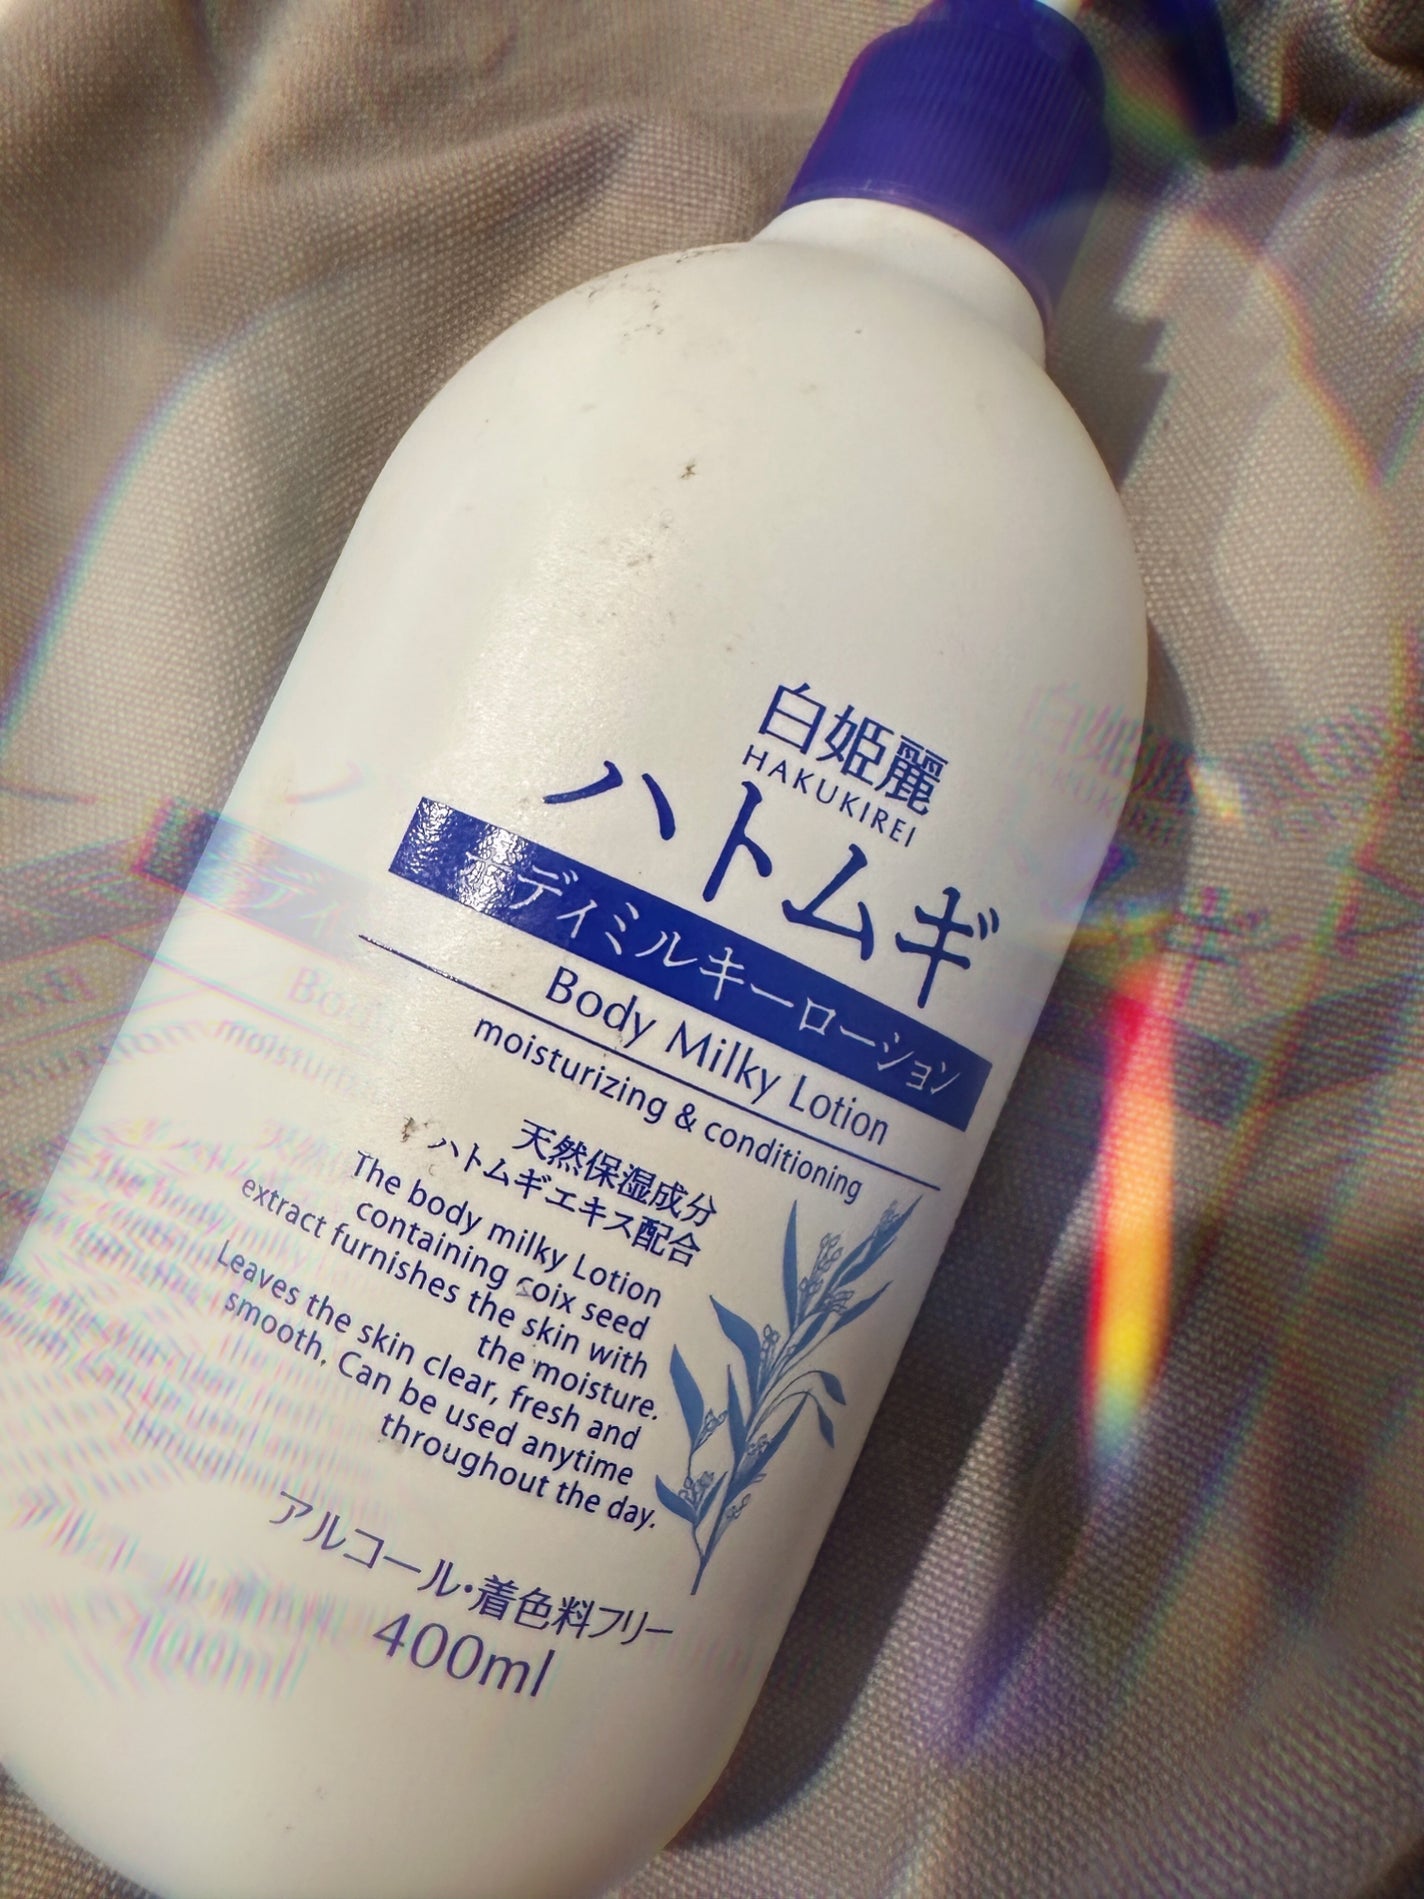 白姫麗
HAKUKIREI
ハトムギ
ボディミルキーローション
Body Milky Lotion
moisturizing & conditioning
天然保湿成分
ハトムギエキス配合
The body milky Lotion
containing coix seed
extract furnishes the skin with
the moisture.
Leaves the skin clear, fresh and
smooth. Can be used anytime
throughout the day.
アルコール・着色料フリー
400ml